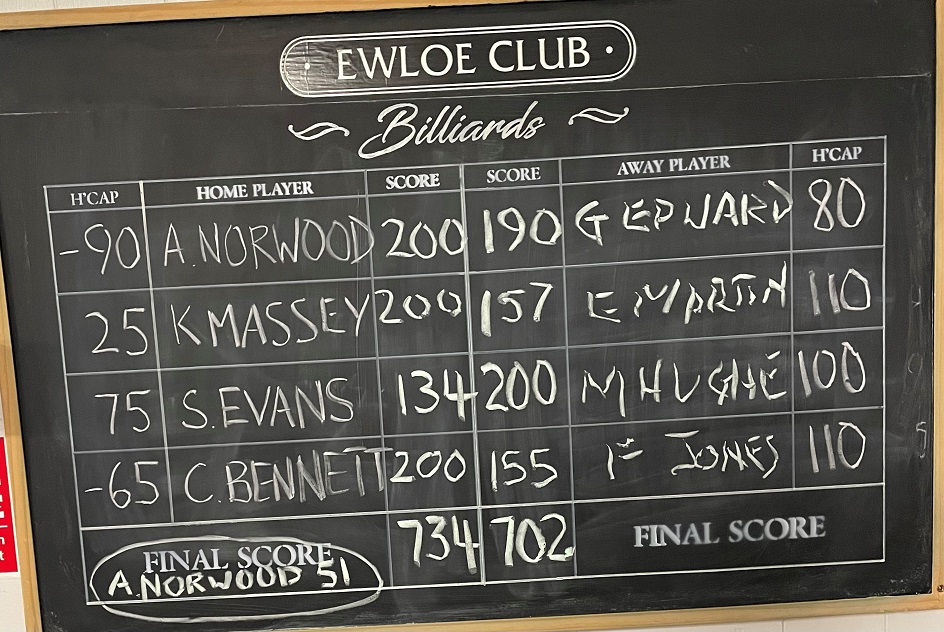 EWLOE CLUB
Billiards
H'CAP HOME PLAYER SCORE SCORE AWAY PLAYER H'CAP
-90 A. NORWOOD 200 190 G EDWARD 80
25 K MASSEY 200 157 E MARTIN 110
75 S. EVANS 134 200 M HUGHE 100
-65 C. BENNETT 200 155 F JONES 110
FINAL SCORE 734 702 FINAL SCORE
A. NORWOOD 51